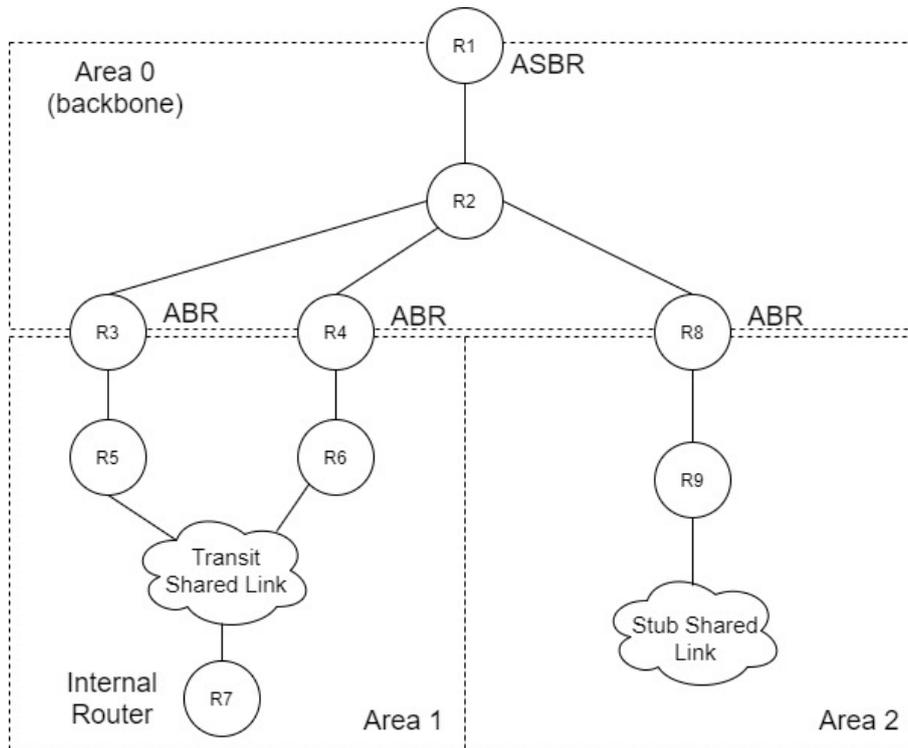 R1
ASBR
Area 0
(backbone)
R2
R3
ABR
R4
ABR
R8
ABR
R5
R6
R9
Transit
Shared Link
Stub Shared
Link
Internal
Router
R7
Area 1
Area 2